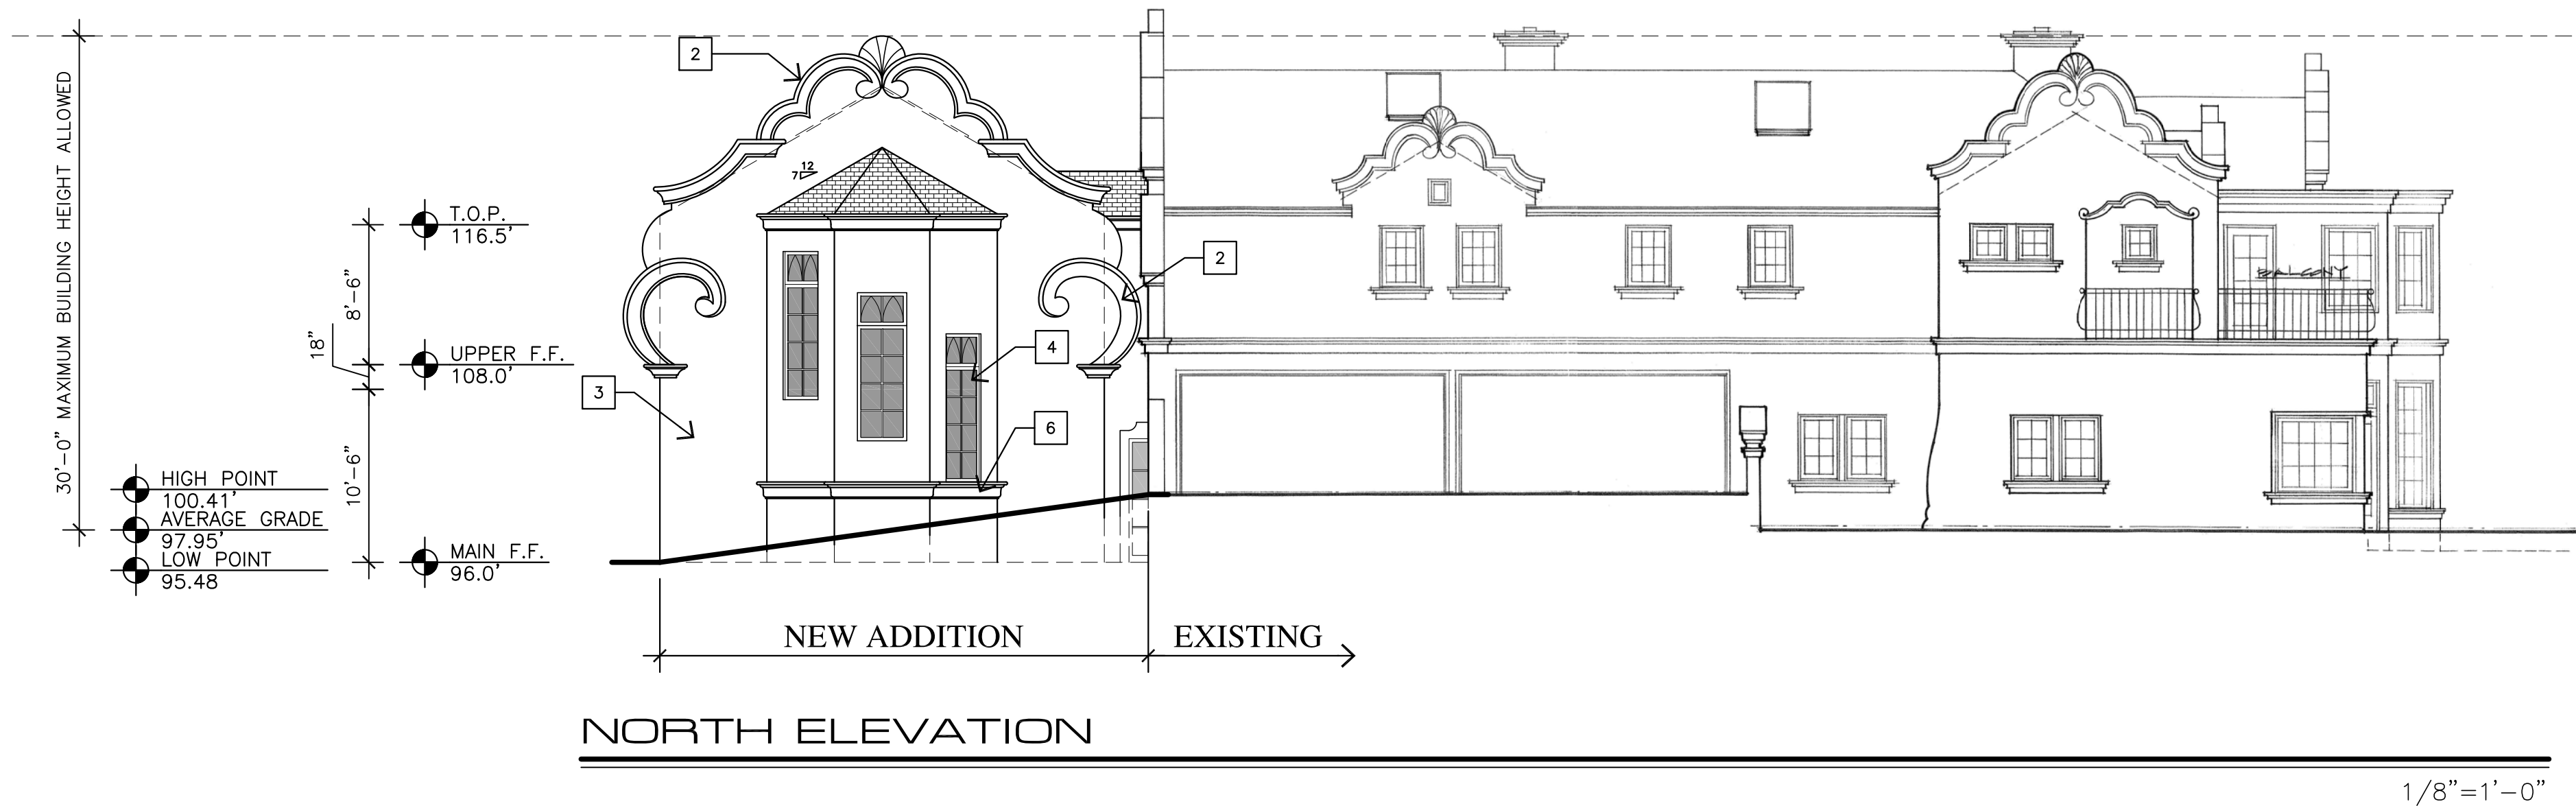 30'-0" MAXIMUM BUILDING HEIGHT ALLOWED
HIGH POINT
100.41'
AVERAGE GRADE
97.95'
LOW POINT
95.48
8'-6"
18"
10'-6"
T.O.P.
116.5'
UPPER F.F.
108.0'
MAIN F.F.
96.0'
2
12
7
2
4
3
6
BALCONY
NEW ADDITION
EXISTING
NORTH ELEVATION
1/8"=1'-0"